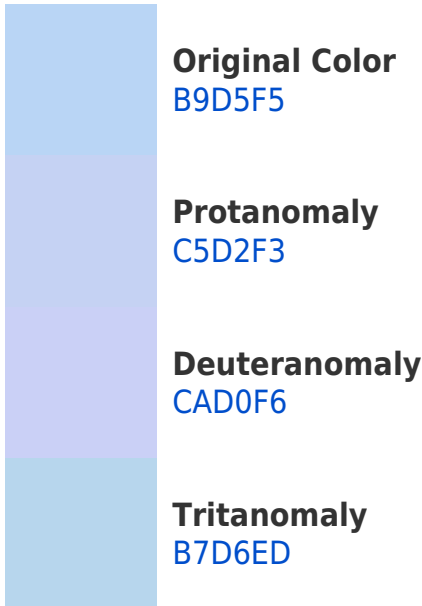 Original Color
B9D5F5
Protanomaly
C5D2F3
Deuteranomaly
CAD0F6
Tritanomaly
B7D6ED